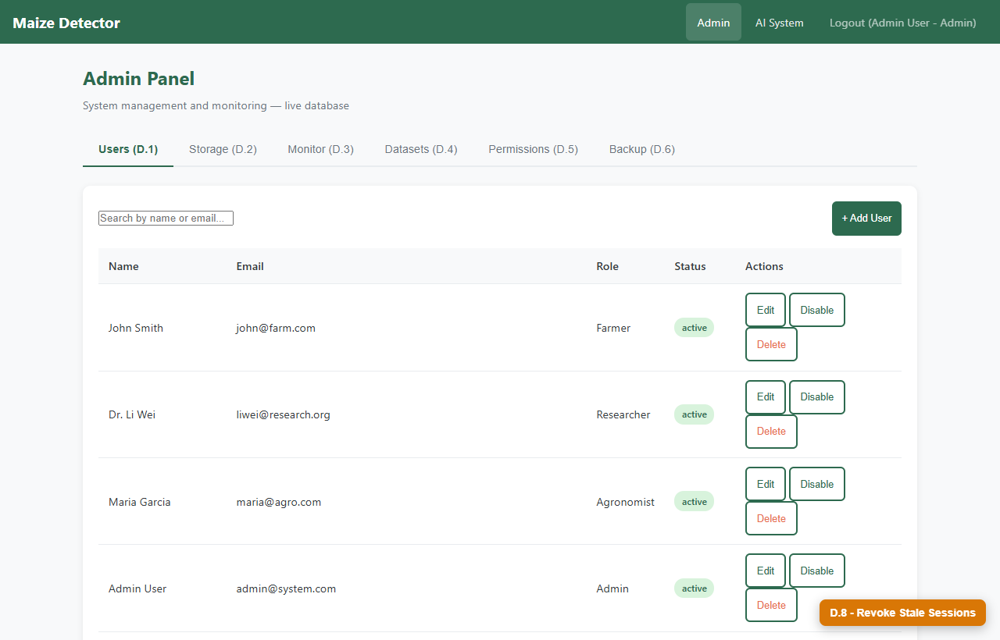 Maize Detector
Admin
AI System
Logout (Admin User - Admin)
Admin Panel
System management and monitoring — live database
Users (D.1)
Storage (D.2)
Monitor (D.3)
Datasets (D.4)
Permissions (D.5)
Backup (D.6)
Search by name or email...
+ Add User
Name Email Role Status Actions
John Smith john@farm.com Farmer active Edit Disable
Delete
Dr. Li Wei liwei@research.org Researcher active Edit Disable
Delete
Maria Garcia maria@agro.com Agronomist active Edit Disable
Delete
Admin User admin@system.com Admin active Edit Disable
Delete
D.8 - Revoke Stale Sessions